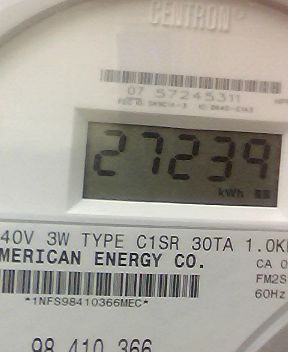 CENTRON
07 57245311
27239
kWh
40V 3W TYPE C1SR 30TA 1.0K
MERICAN ENERGY CO.
CA 0
FM2S
60Hz
*1NFS98410366MEC*
98 410 366